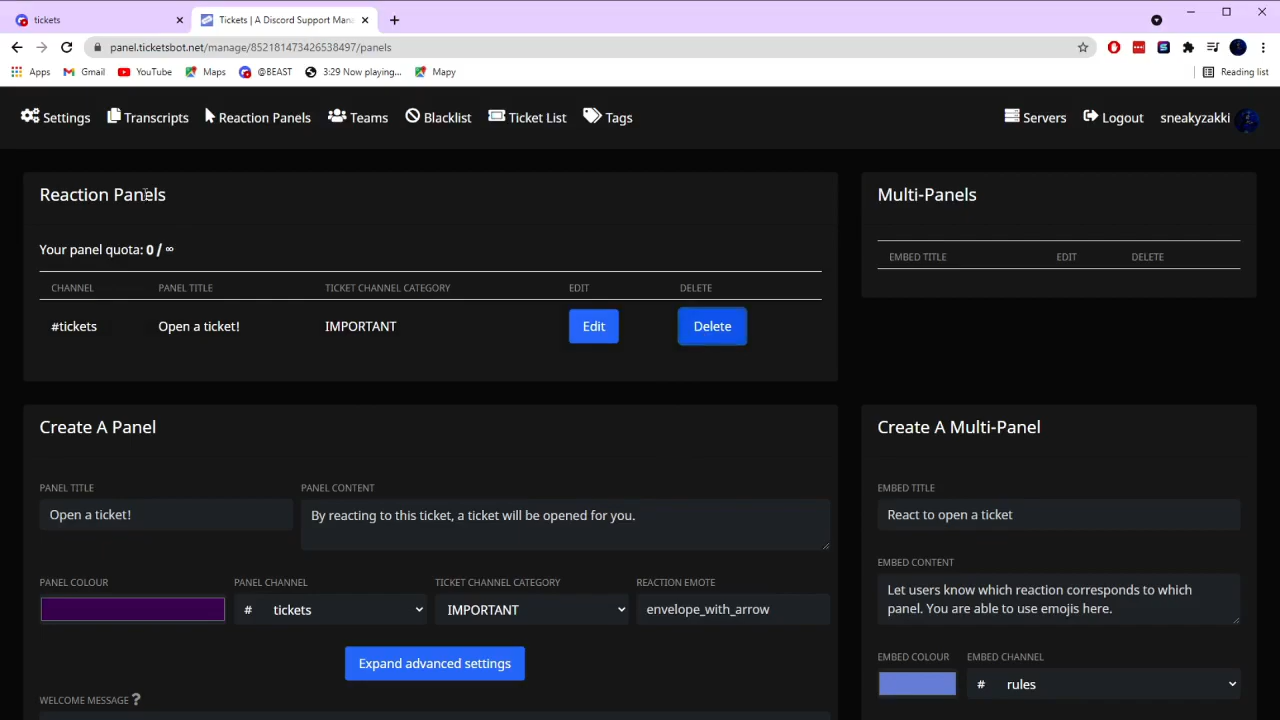 tickets
Tickets | A Discord Support Mana
panel.ticketsbot.net/manage/852181473426538497/panels
Apps Gmail YouTube Maps @BEAST 3:29 Now playing... Mapy Reading list
Settings Transcripts Reaction Panels Teams Blacklist Ticket List Tags Servers Logout sneakyzakki
Reaction Panels
Your panel quota: 0 / ∞
CHANNEL PANEL TITLE TICKET CHANNEL CATEGORY EDIT DELETE
#tickets Open a ticket! IMPORTANT Edit Delete
Multi-Panels
EMBED TITLE EDIT DELETE
Create A Panel
PANEL TITLE PANEL CONTENT
Open a ticket! By reacting to this ticket, a ticket will be opened for you.
PANEL COLOUR PANEL CHANNEL TICKET CHANNEL CATEGORY REACTION EMOTE
# tickets IMPORTANT envelope_with_arrow
Expand advanced settings
WELCOME MESSAGE ?
Create A Multi-Panel
EMBED TITLE
React to open a ticket
EMBED CONTENT
Let users know which reaction corresponds to which
panel. You are able to use emojis here.
EMBED COLOUR EMBED CHANNEL
# rules